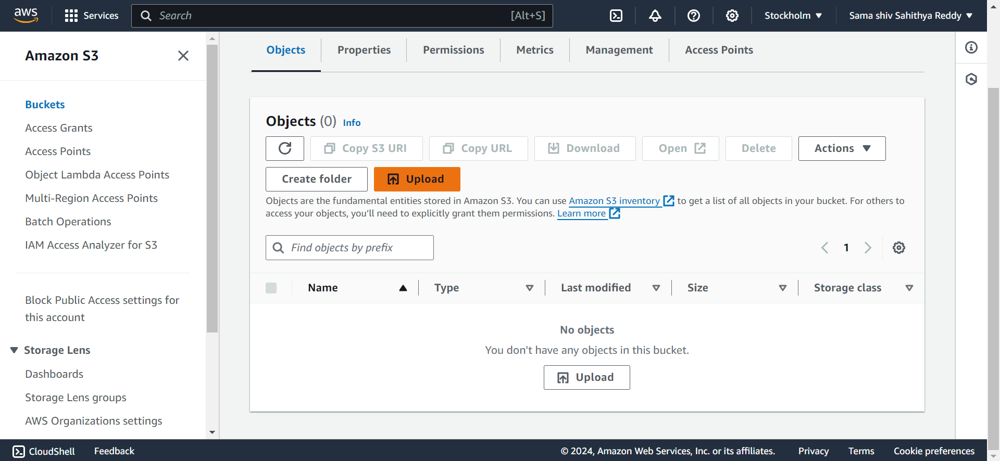 aws Services Search [Alt+S] Stockholm Sama shiv Sahithya Reddy
Amazon S3
Buckets
Access Grants
Access Points
Object Lambda Access Points
Multi-Region Access Points
Batch Operations
IAM Access Analyzer for S3
Block Public Access settings for
this account
Storage Lens
Dashboards
Storage Lens groups
AWS Organizations settings
Objects Properties Permissions Metrics Management Access Points
Objects (0) Info
Copy S3 URI Copy URL Download Open Delete Actions
Create folder Upload
Objects are the fundamental entities stored in Amazon S3. You can use Amazon S3 inventory to get a list of all objects in your bucket. For others to
access your objects, you’ll need to explicitly grant them permissions. Learn more
Find objects by prefix 1
Name Type Last modified Size Storage class
No objects
You don't have any objects in this bucket.
Upload
CloudShell Feedback © 2024, Amazon Web Services, Inc. or its affiliates. Privacy Terms Cookie preferences